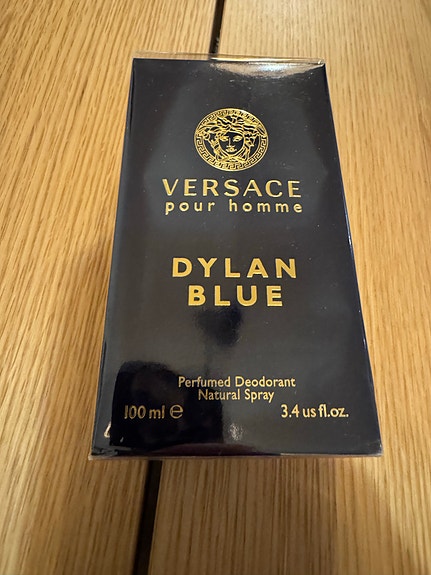 VERSACE
pour homme
DYLAN
BLUE
Perfumed Deodorant
Natural Spray
100 ml ℮ 3.4 us fl.oz.